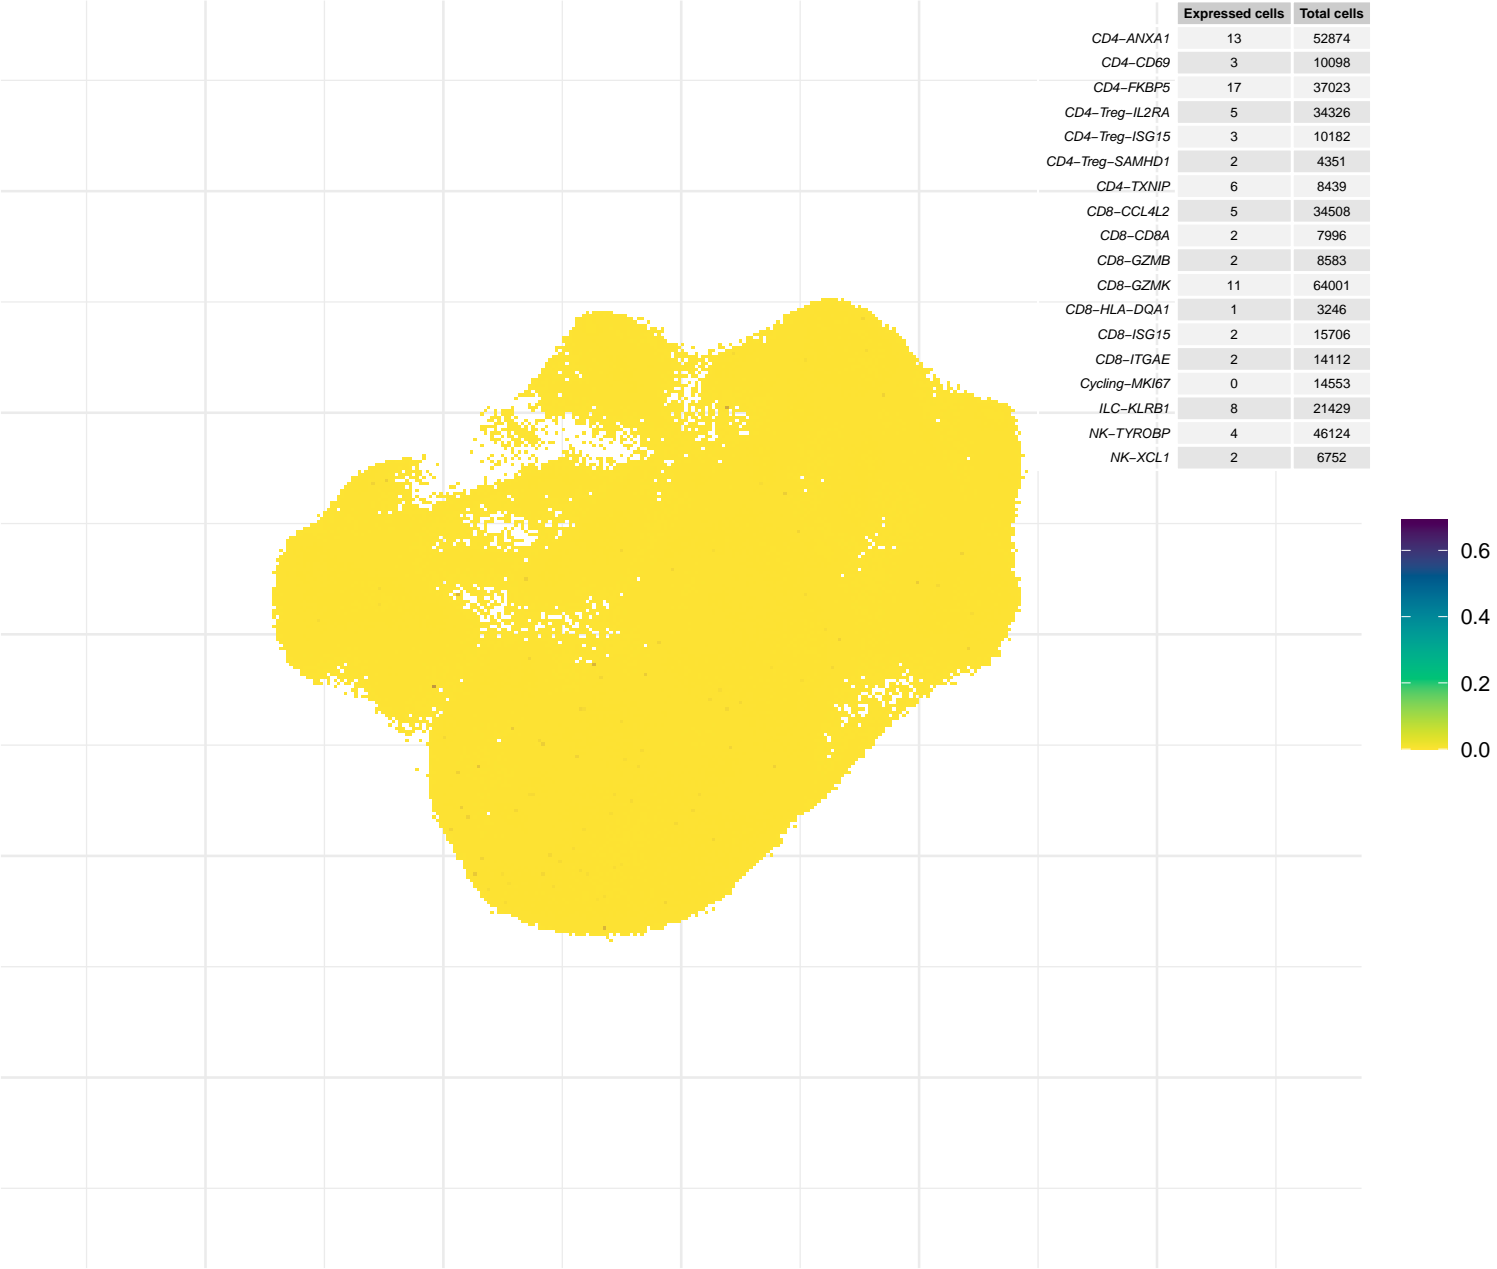 Expressed cells Total cells
CD4−ANXA1 13 52874
CD4−CD69 3 10098
CD4−FKBP5 17 37023
CD4−Treg−IL2RA 5 34326
CD4−Treg−ISG15 3 10182
CD4−Treg−SAMHD1 2 4351
CD4−TXNIP 6 8439
CD8−CCL4L2 5 34508
CD8−CD8A 2 7996
CD8−GZMB 2 8583
CD8−GZMK 11 64001
CD8−HLA−DQA1 1 3246
CD8−ISG15 2 15706
CD8−ITGAE 2 14112
Cycling−MKI67 0 14553
ILC−KLRB1 8 21429
NK−TYROBP 4 46124
NK−XCL1 2 6752
0.6
0.4
0.2
0.0